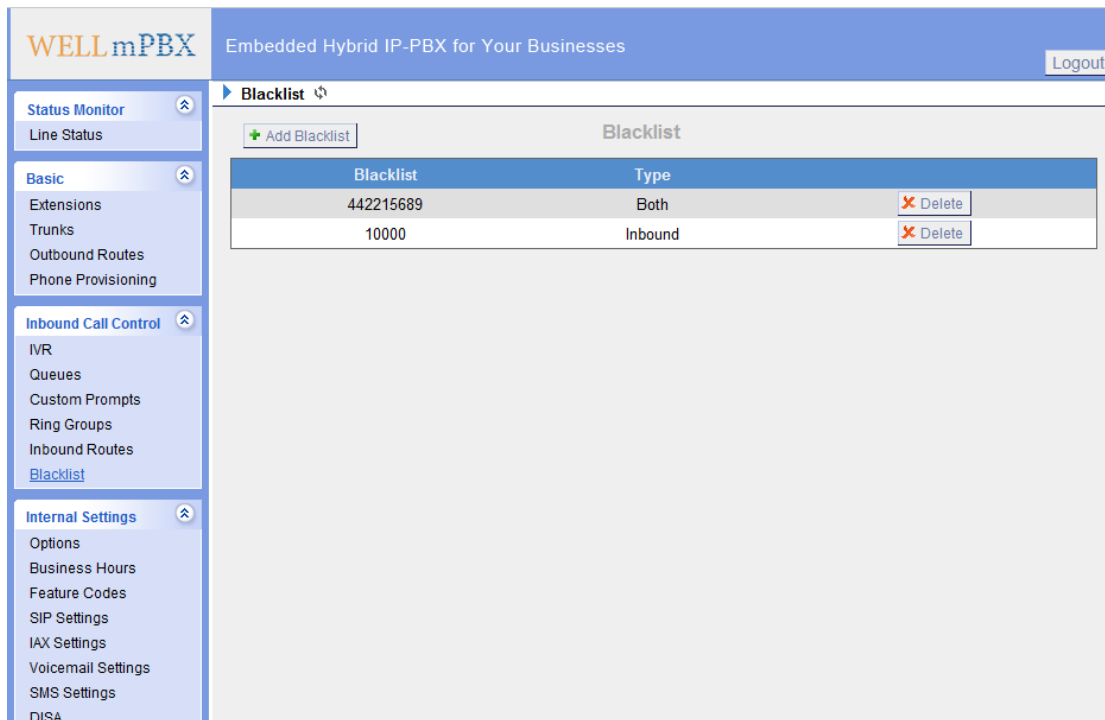 WELL mPBX
Embedded Hybrid IP-PBX for Your Businesses
Logout
Status Monitor
Line Status
Basic
Extensions
Trunks
Outbound Routes
Phone Provisioning
Inbound Call Control
IVR
Queues
Custom Prompts
Ring Groups
Inbound Routes
Blacklist
Internal Settings
Options
Business Hours
Feature Codes
SIP Settings
IAX Settings
Voicemail Settings
SMS Settings
DISA
Blacklist
Add Blacklist
Blacklist
Blacklist Type
442215689 Both Delete
10000 Inbound Delete